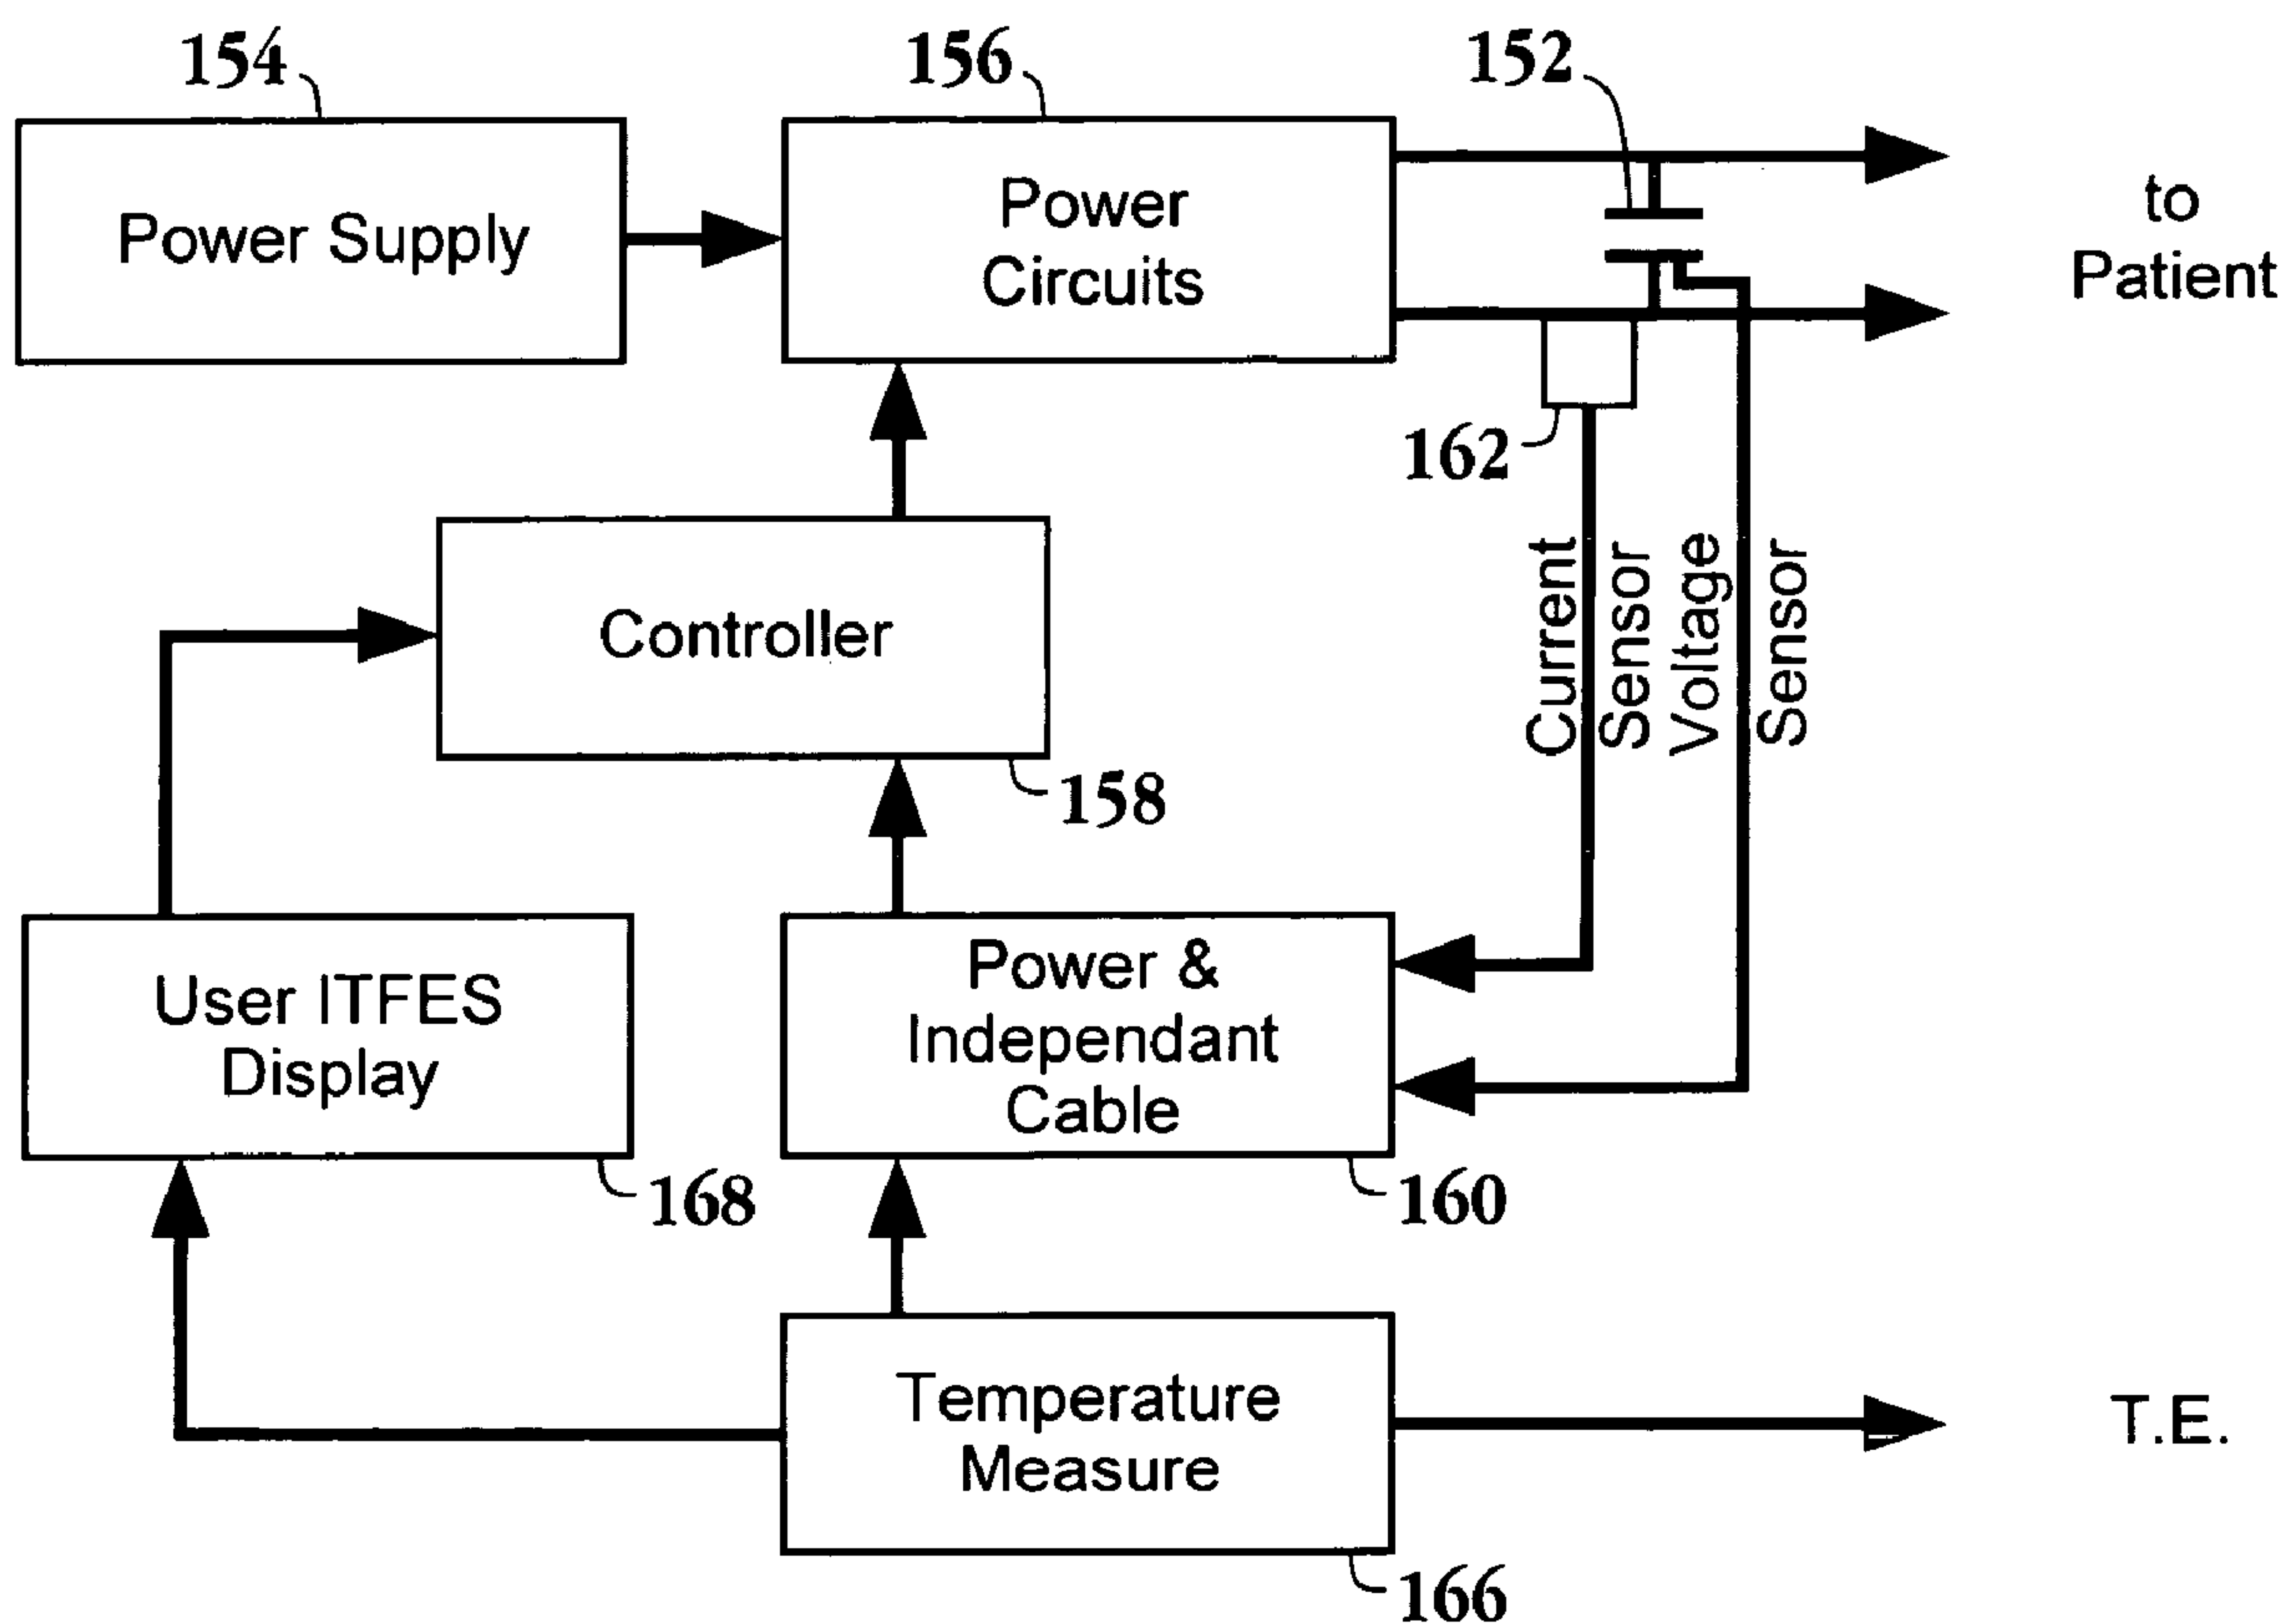 154
156
152
Power Supply
Power
Circuits
to
Patient
162
Controller
Current
Sensor
Voltage
Sensor
158
User ITFES
Display
Power &
Independant
Cable
168
160
Temperature
Measure
T.E.
166